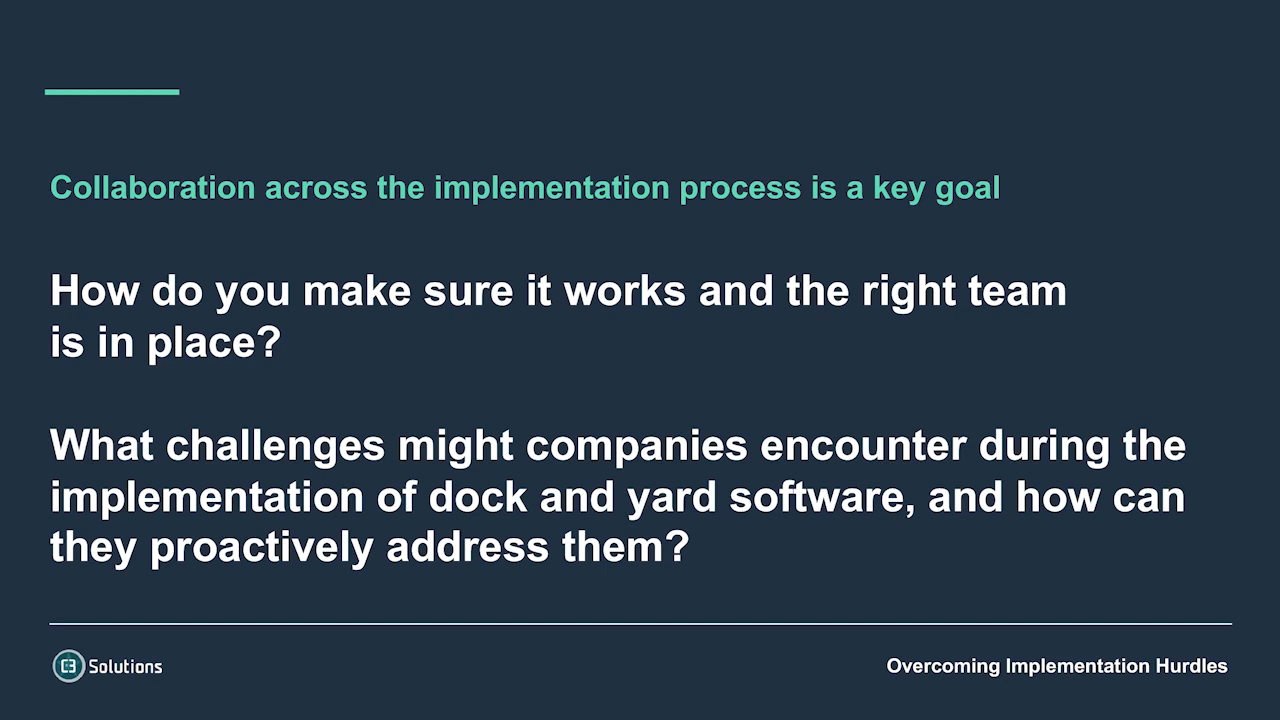 Collaboration across the implementation process is a key goal
How do you make sure it works and the right team
is in place?
What challenges might companies encounter during the
implementation of dock and yard software, and how can
they proactively address them?
C3 Solutions
Overcoming Implementation Hurdles